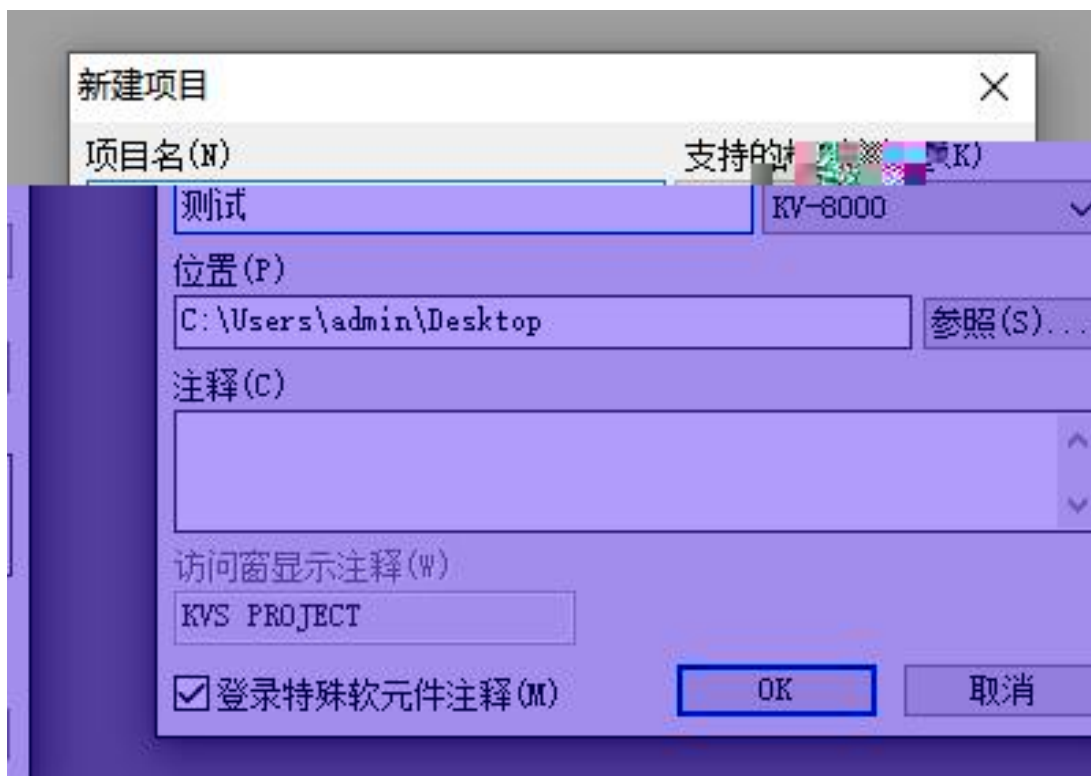 新建项目
项目名(N) 支持的 K)
测试 KV-8000
位置(P)
C:\Users\admin\Desktop 参照(S)...
注释(C)
访问窗显示注释(W)
KVS PROJECT
登录特殊软元件注释(M) OK 取消